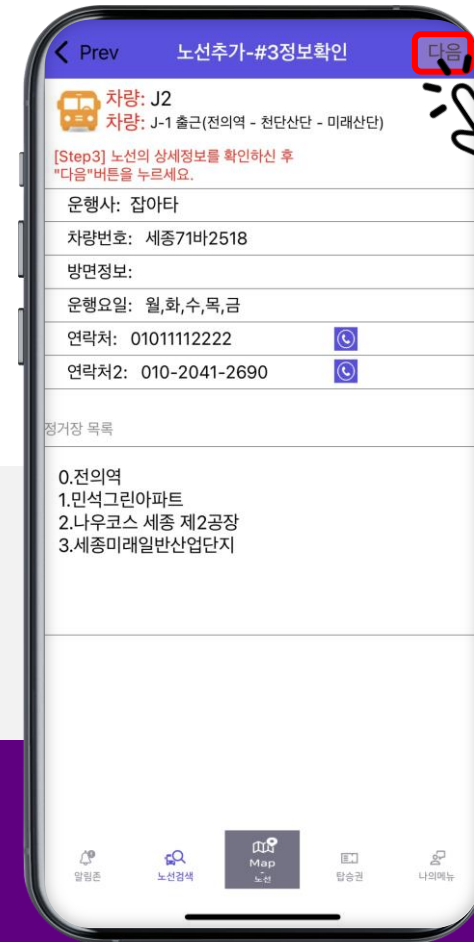 Prev
노선추가-#3정보확인
다음
차량: J2
차량: J-1 출근(전의역 - 천단산단 - 미래산단)
[Step3] 노선의 상세정보를 확인하신 후
"다음"버튼을 누르세요.
운행사: 잡아타
차량번호: 세종71바2518
방면정보:
운행요일: 월,화,수,목,금
연락처: 01011112222
연락처2: 010-2041-2690
정거장 목록
0.전의역
1.민석그린아파트
2.나우코스 세종 제2공장
3.세종미래일반산업단지
알림존
노선검색
Map
노선
탑승권
나의메뉴